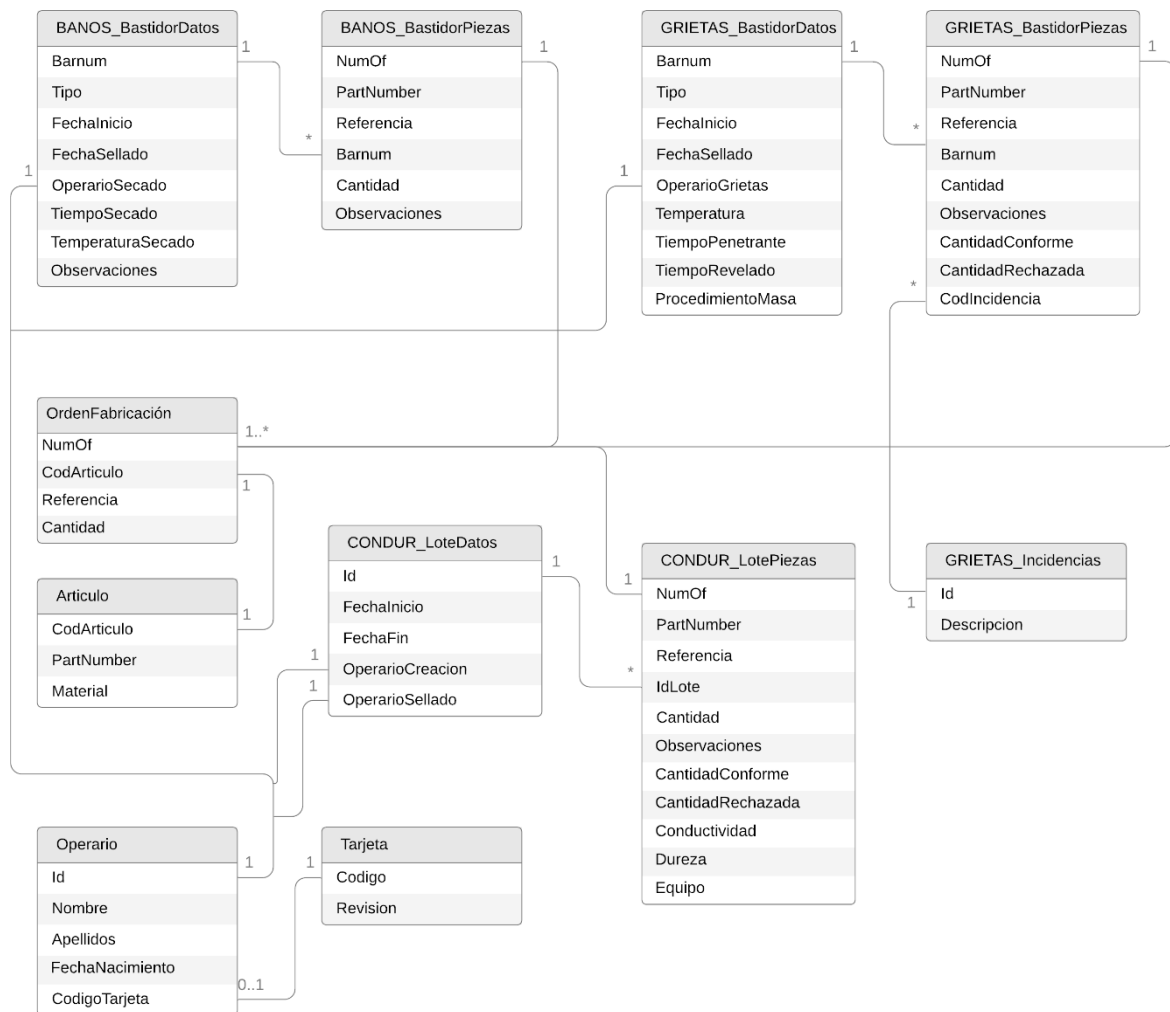 BANOS_BastidorDatos
Barnum
Tipo
FechaInicio
FechaSellado
OperarioSecado
TiempoSecado
TemperaturaSecado
Observaciones
1
1
BANOS_BastidorPiezas
NumOf
PartNumber
Referencia
Barnum
Cantidad
Observaciones
*
1
GRIETAS_BastidorDatos
Barnum
Tipo
FechaInicio
FechaSellado
OperarioGrietas
Temperatura
TiempoPenetrante
TiempoRevelado
ProcedimientoMasa
1
1
GRIETAS_BastidorPiezas
NumOf
PartNumber
Referencia
Barnum
Cantidad
Observaciones
CantidadConforme
CantidadRechazada
CodIncidencia
1
*
*
OrdenFabricación
NumOf
CodArticulo
Referencia
Cantidad
1..*
1
Articulo
CodArticulo
PartNumber
Material
1
CONDUR_LoteDatos
Id
FechaInicio
FechaFin
OperarioCreacion
OperarioSellado
1
1
1
CONDUR_LotePiezas
NumOf
PartNumber
Referencia
IdLote
Cantidad
Observaciones
CantidadConforme
CantidadRechazada
Conductividad
Dureza
Equipo
1
*
GRIETAS_Incidencias
Id
Descripcion
1
Operario
Id
Nombre
Apellidos
FechaNacimiento
CodigoTarjeta
1
0..1
Tarjeta
Codigo
Revision
1